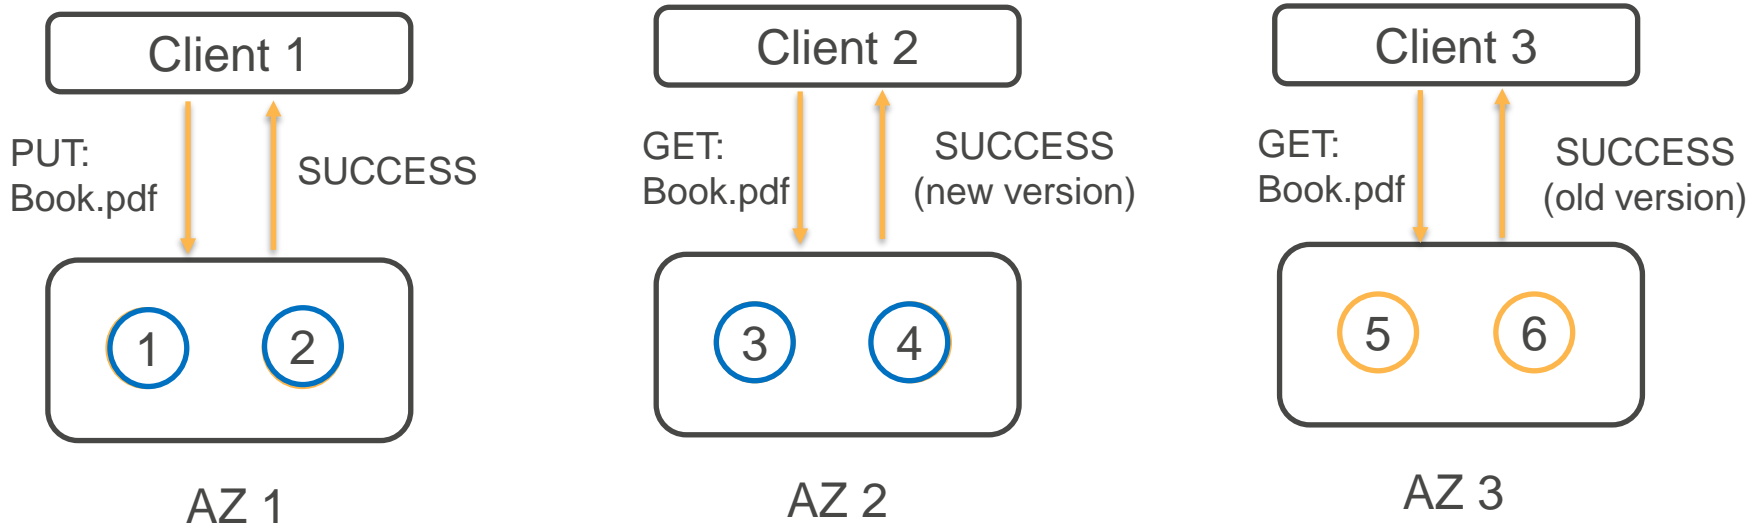 Client 1
PUT:
Book.pdf
SUCCESS
1
2
AZ 1
Client 2
GET:
Book.pdf
SUCCESS
(new version)
3
4
AZ 2
Client 3
GET:
Book.pdf
SUCCESS
(old version)
5
6
AZ 3